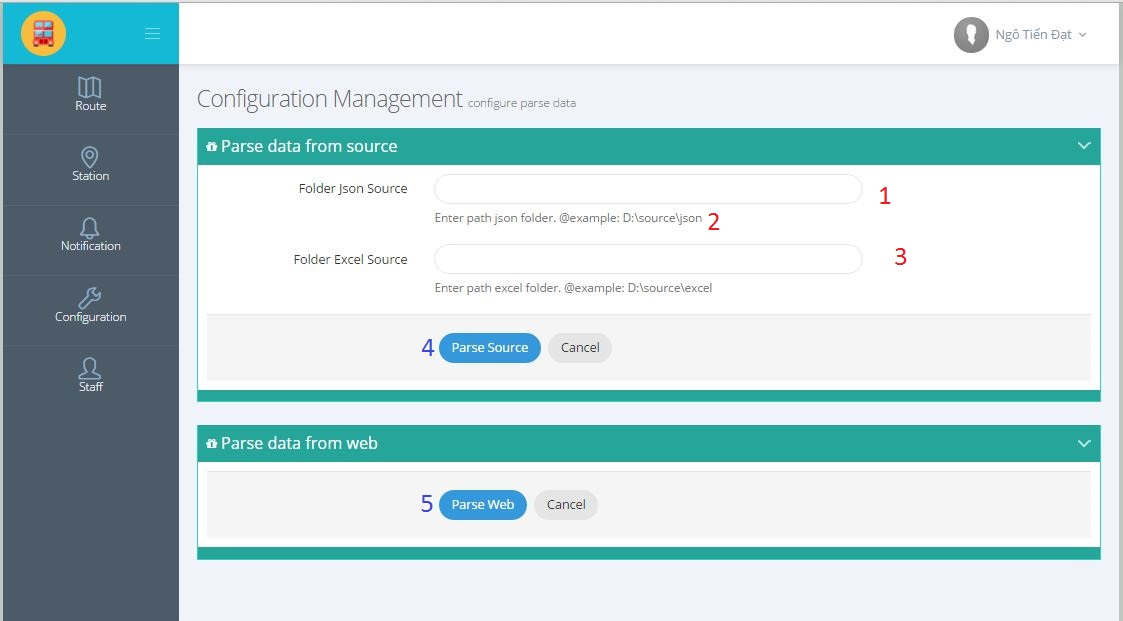 Ngô Tiến Đạt
Route
Station
Notification
Configuration
Staff
Configuration Management configure parse data
Parse data from source
Folder Json Source 1
Enter path json folder. @example: D:\source\json 2
Folder Excel Source 3
Enter path excel folder. @example: D:\source\excel
4 Parse Source Cancel
Parse data from web
5 Parse Web Cancel